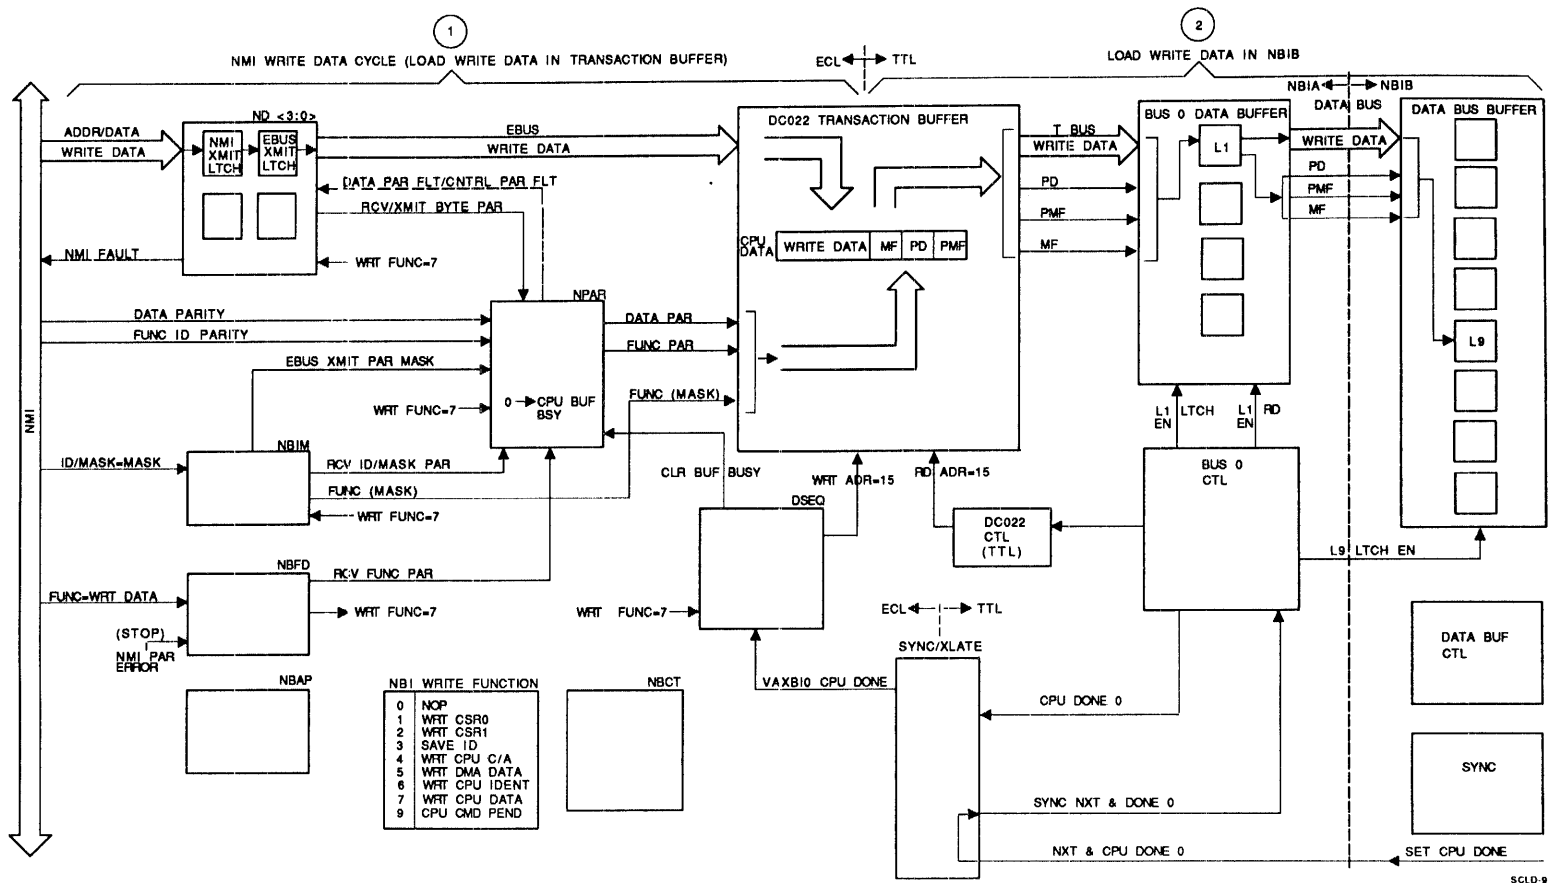 1
2
NMI WRITE DATA CYCLE (LOAD WRITE DATA IN TRANSACTION BUFFER)
ECL TTL
LOAD WRITE DATA IN NBIB
NBIA NBIB
ND <3:0>
ADDR/DATA
WRITE DATA
NMI
XMIT
LTCH
EBUS
XMIT
LTCH
EBUS
WRITE DATA
DATA PAR FLT/CNTRL PAR FLT
RCV/XMIT BYTE PAR
NMI FAULT
WRT FUNC=7
DC022 TRANSACTION BUFFER
CPU
DATA
WRITE DATA
MF
PD
PMF
T BUS
WRITE DATA
PD
PMF
MF
BUS 0 DATA BUFFER
L1
DATA BUS
WRITE DATA
PD
PMF
MF
DATA BUS BUFFER
L9
NPAR
DATA PARITY
FUNC ID PARITY
EBUS XMIT PAR MASK
WRT FUNC=7
0 CPU BUF
BSY
DATA PAR
FUNC PAR
FUNC (MASK)
NMI
ID/MASK=MASK
NBIM
RCV ID/MASK PAR
FUNC (MASK)
WRT FUNC=7
CLR BUF BUSY
WRT ADR=15
RD ADR=15
L1 LTCH
EN
L1 RD
EN
BUS 0
CTL
DSEQ
DC022
CTL
(TTL)
L9 LTCH EN
NBFD
RCV FUNC PAR
FUNC=WRT DATA
WRT FUNC=7
(STOP)
NMI PAR
ERROR
WRT FUNC=7
ECL TTL
SYNC/XLATE
DATA BUF
CTL
NBAP
NBI WRITE FUNCTION
0 NOP
1 WRT CSR0
2 WRT CSR1
3 SAVE ID
4 WRT CPU C/A
5 WRT DMA DATA
6 WRT CPU IDENT
7 WRT CPU DATA
9 CPU CMD PEND
NBCT
VAXBI0 CPU DONE
CPU DONE 0
SYNC
SYNC NXT & DONE 0
NXT & CPU DONE 0
SET CPU DONE
SCLD-9